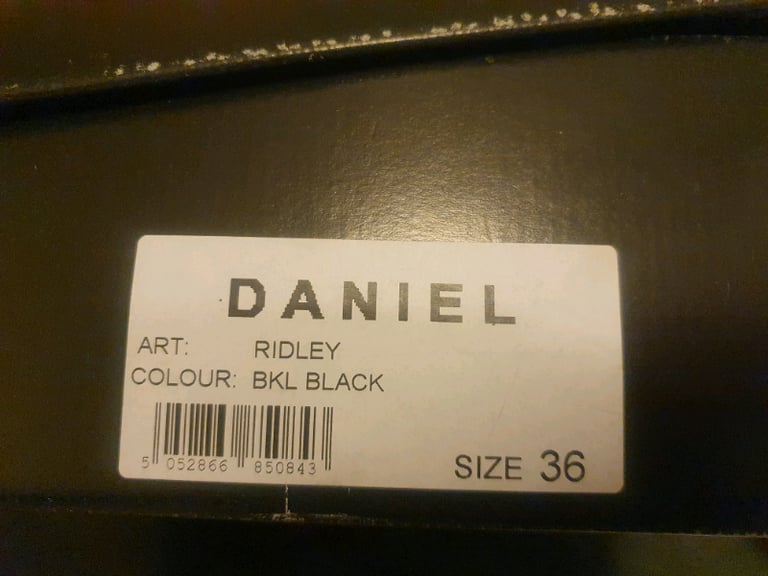 DANIEL
ART: RIDLEY
COLOUR: BKL BLACK
5 052866 850843
SIZE 36